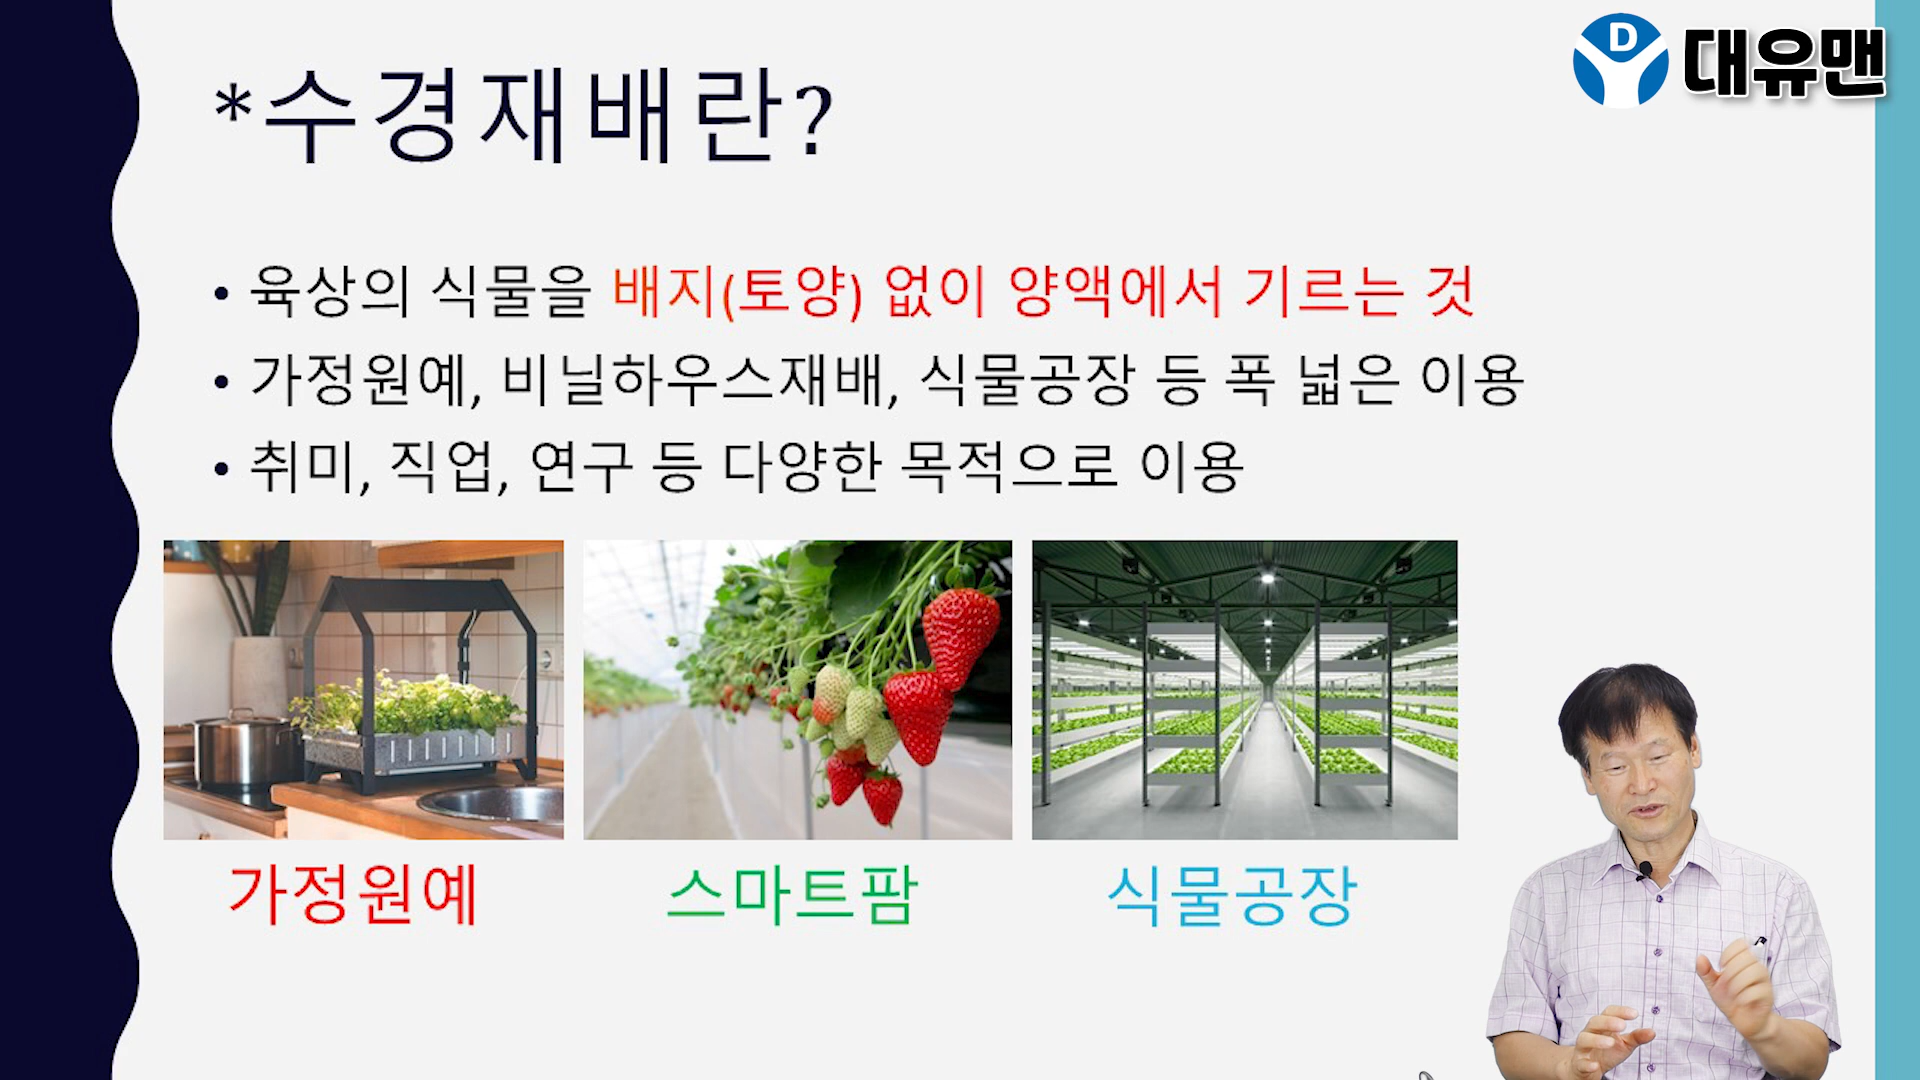 D 대유맨
*수경재배란?
• 육상의 식물을 배지(토양) 없이 양액에서 기르는 것
• 가정원예, 비닐하우스재배, 식물공장 등 폭 넓은 이용
• 취미, 직업, 연구 등 다양한 목적으로 이용
가정원예
스마트팜
식물공장